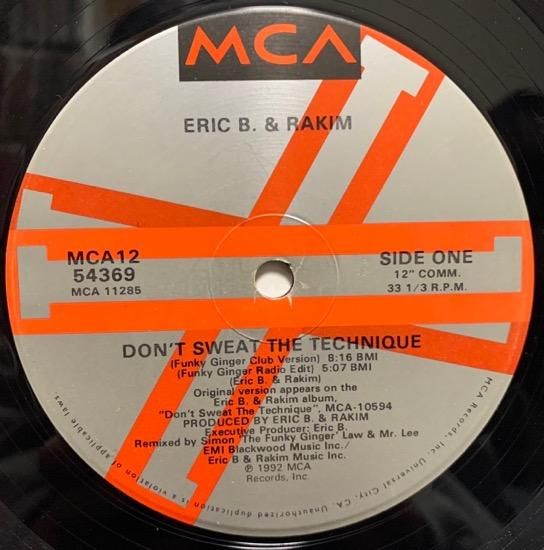 MCA
ERIC B. & RAKIM
MCA12
54369
MCA 11285
SIDE ONE
12" COMM.
33 1/3 R.P.M.
DON'T SWEAT THE TECHNIQUE
(Funky Ginger Club Version) 8:16 BMI
(Funky Ginger Radio Edit) 5:07 BMI
(Eric B. & Rakim)
Original version appears on the
Eric B. & Rakim album,
"Don't Sweat The Technique", MCA-10594
PRODUCED BY ERIC B. & RAKIM
Executive Producer: Eric B.
Remixed by Simon 'The Funky Ginger' Law & Mr. Lee
EMI Blackwood Music Inc./
Eric B & Rakim Music Inc.
℗ 1992 MCA
Records, Inc.
MCA Records, Inc. Universal City, CA. Unauthorized duplication is a violation of applicable laws.